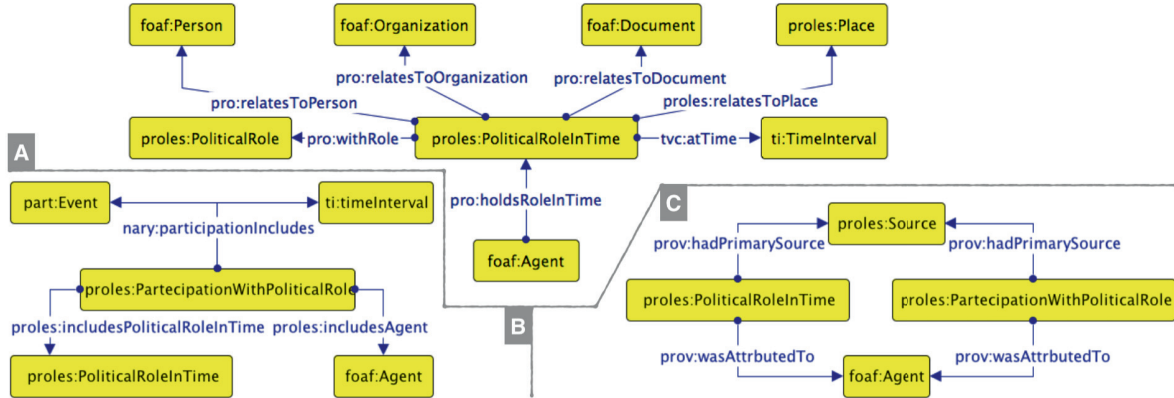 foaf:Person
foaf:Organization
foaf:Document
proles:Place
pro:relatesToOrganization
pro:relatesToDocument
pro:relatesToPerson
proles:relatesToPlace
proles:PoliticalRole
pro:withRole
proles:PoliticalRoleInTime
tvc:atTime
ti:TimeInterval
A
part:Event
ti:timeInterval
nary:participationIncludes
pro:holdsRoleInTime
foaf:Agent
proles:PartecipationWithPoliticalRole
proles:includesPoliticalRoleInTime
proles:includesAgent
proles:PoliticalRoleInTime
foaf:Agent
B
C
proles:Source
prov:hadPrimarySource
prov:hadPrimarySource
proles:PoliticalRoleInTime
proles:PartecipationWithPoliticalRole
prov:wasAttrbutedTo
prov:wasAttrbutedTo
foaf:Agent